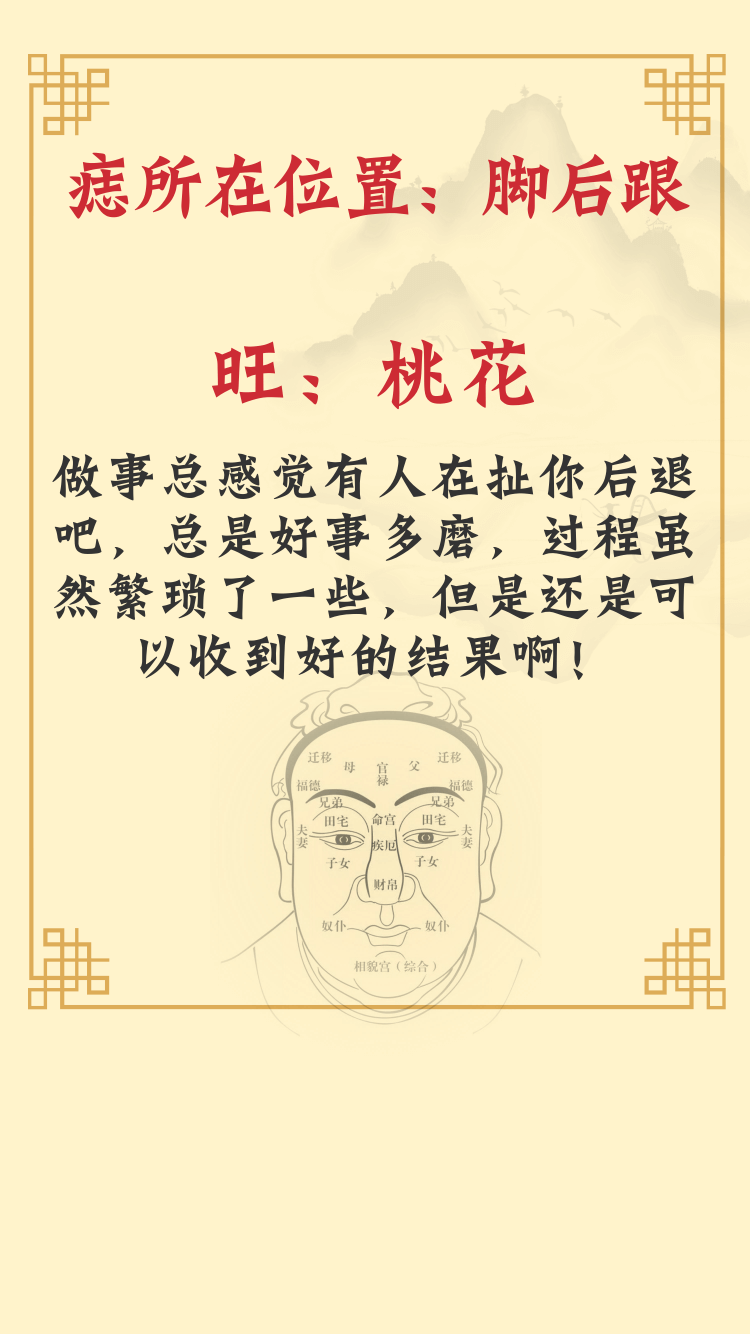 痣所在位置：脚后跟
旺：桃花
做事总感觉有人在扯你后退
吧，总是好事多磨，过程虽
然繁琐了一些，但是还是可
以收到好的结果啊！
迁移 母 官禄 父 迁移
福德 福德
兄弟 兄弟
田宅 命宫 田宅
夫妻 疾厄 夫妻
子女 子女
财帛
奴仆 奴仆
相貌宫（综合）